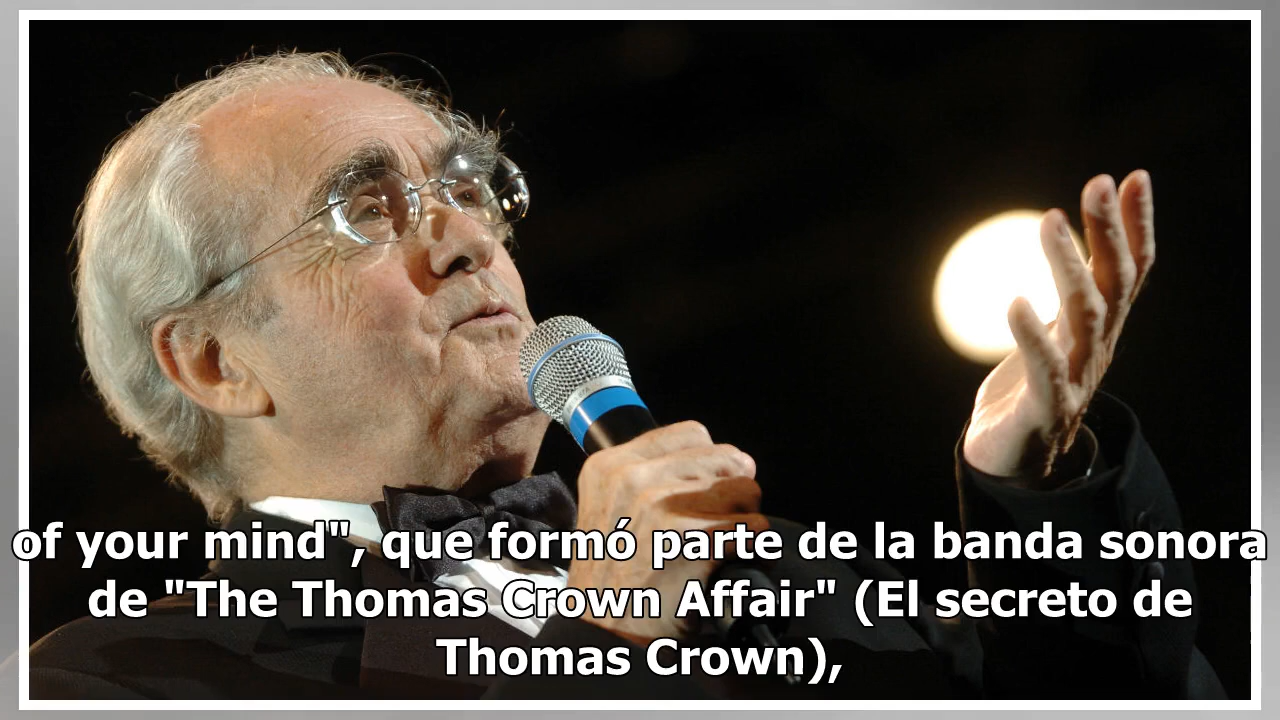 of your mind", que formó parte de la banda sonora
de "The Thomas Crown Affair" (El secreto de
Thomas Crown),